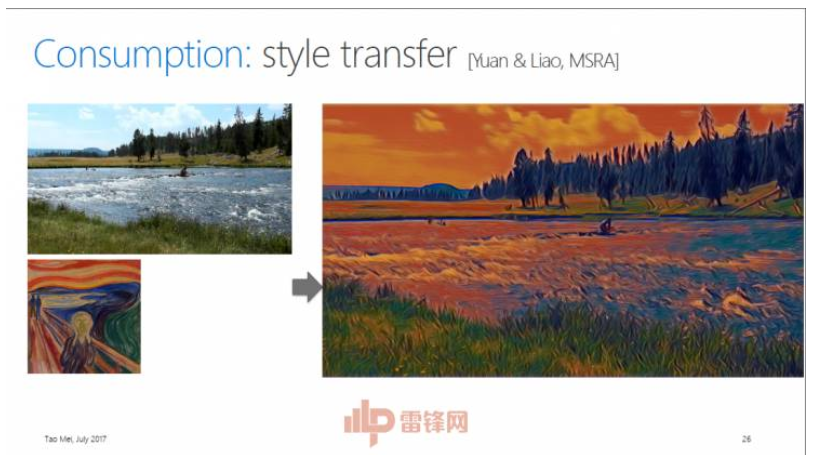 Consumption: style transfer [Yuan & Liao, MSRA]
雷锋网
Tao Mei, July 2017
26